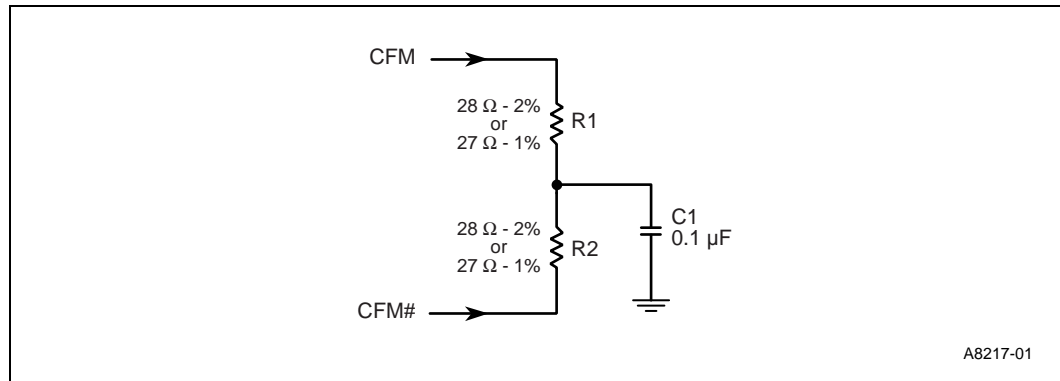 CFM
28 Ω - 2%
or
27 Ω - 1%
R1
C1
0.1 µF
28 Ω - 2%
or
27 Ω - 1%
R2
CFM#
A8217-01